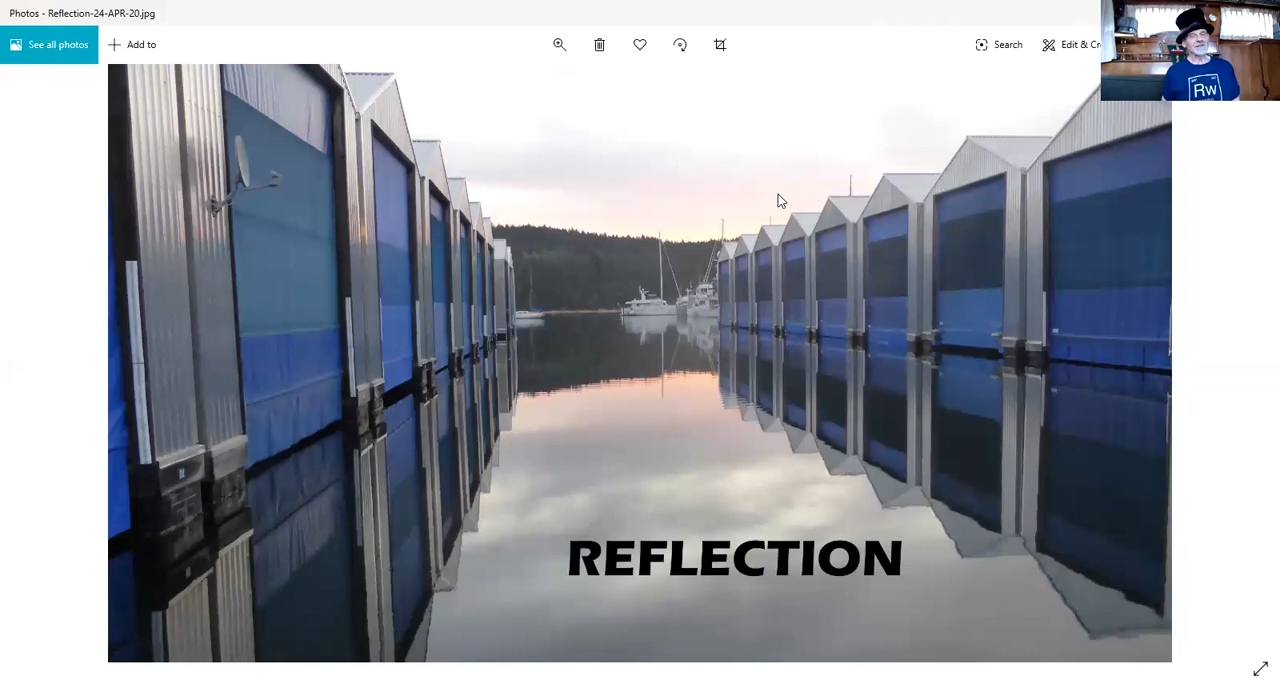 Photos - Reflection-24-APR-20.jpg
See all photos
Add to
Search
Edit & Cr
REFLECTION
Rw